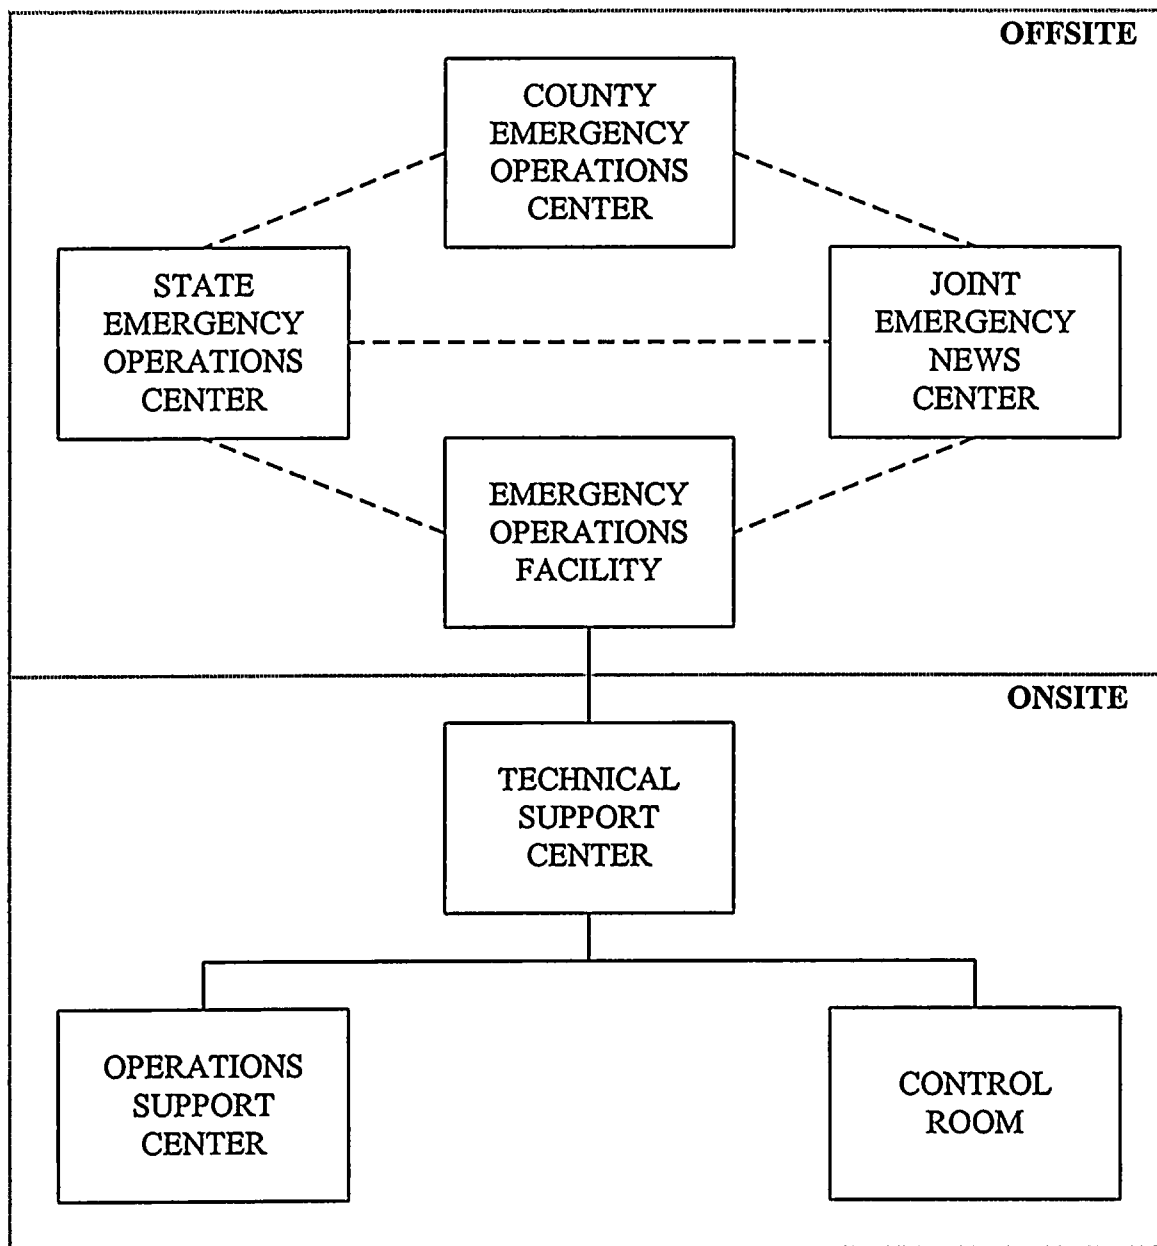 OFFSITE
COUNTY
EMERGENCY
OPERATIONS
CENTER
STATE
EMERGENCY
OPERATIONS
CENTER
JOINT
EMERGENCY
NEWS
CENTER
EMERGENCY
OPERATIONS
FACILITY
ONSITE
TECHNICAL
SUPPORT
CENTER
OPERATIONS
SUPPORT
CENTER
CONTROL
ROOM